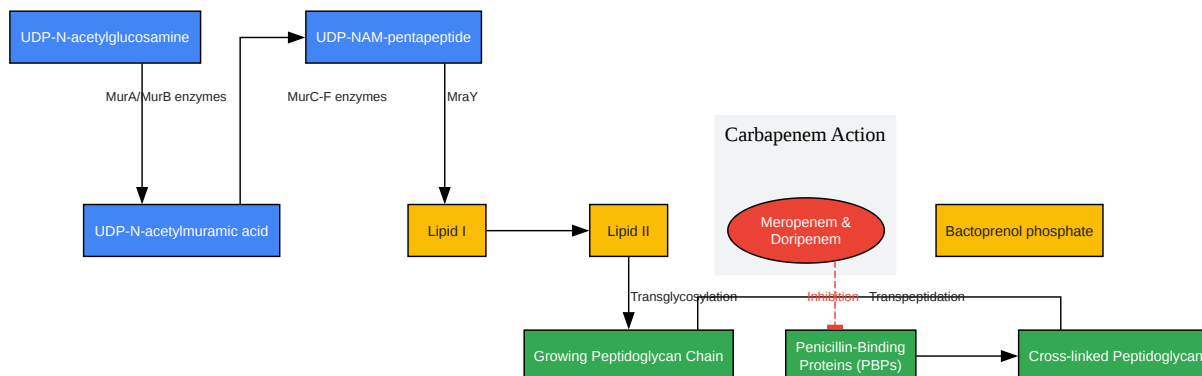 UDP-N-acetylglucosamine
UDP-NAM-pentapeptide
MurA/MurB enzymes
MurC-F enzymes
MraY
Carbapenem Action
UDP-N-acetylmuramic acid
Lipid I
Lipid II
Meropenem &
Doripenem
Bactoprenol phosphate
Transglycosylation
Inhibition
Transpeptidation
Growing Peptidoglycan Chain
Penicillin-Binding
Proteins (PBPs)
Cross-linked Peptidoglycan